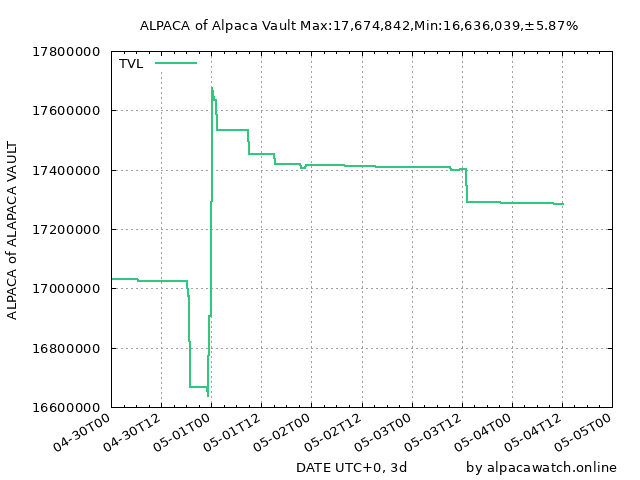 ALPACA of Alpaca Vault Max:17,674,842,Min:16,636,039,±5.87%
TVL
17800000
17600000
17400000
17200000
17000000
16800000
16600000
ALPACA of ALAPACA VAULT
04-30T00
04-30T12
05-01T00
05-01T12
05-02T00
05-02T12
05-03T00
05-03T12
05-04T00
05-04T12
05-05T00
DATE UTC+0, 3d
by alpacawatch.online